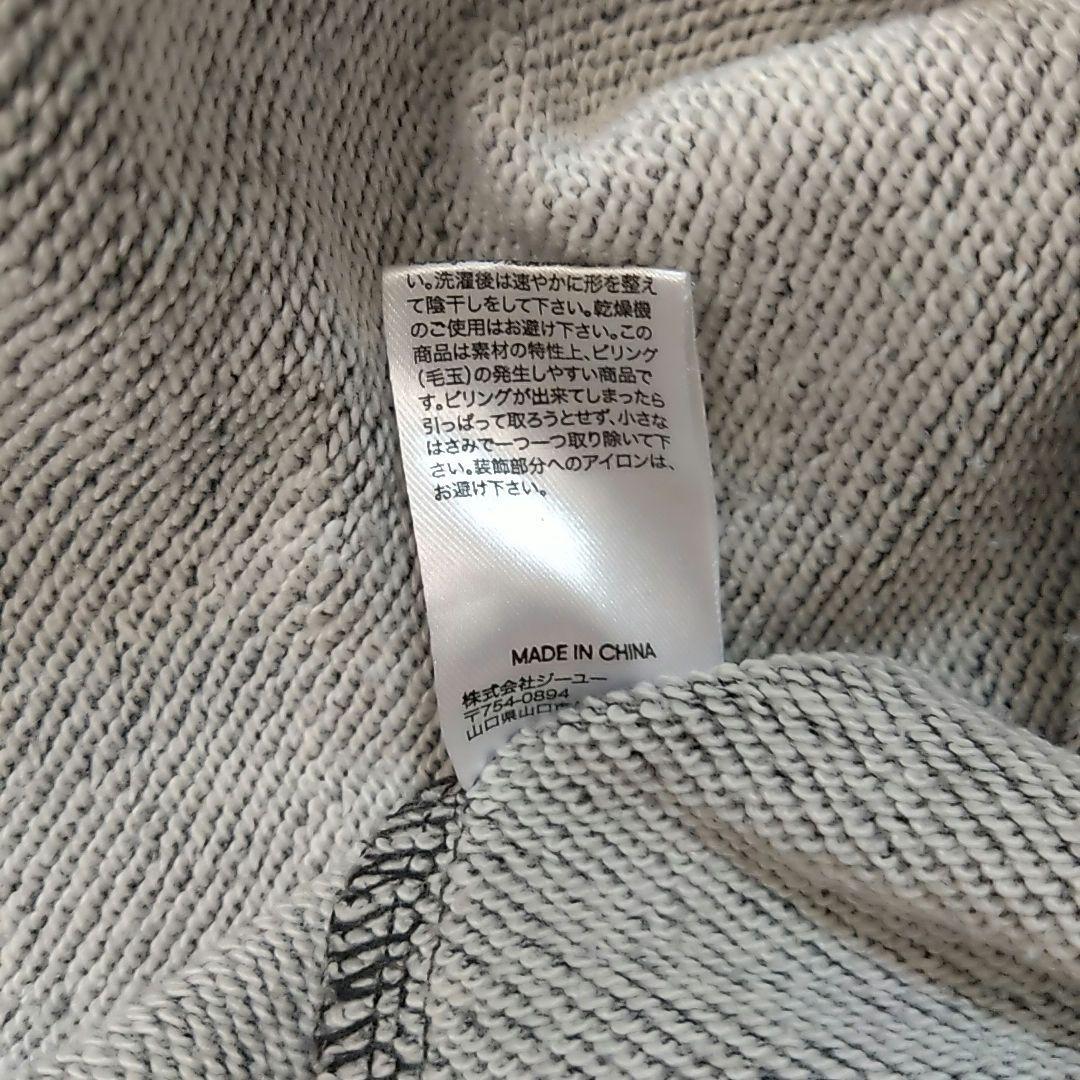 い。洗濯後は速やかに形を整え
て陰干しをして下さい。乾燥機
のご使用はお避け下さい。この
商品は素材の特性上、ピリング
(毛玉)の発生しやすい商品で
す。ピリングが出来てしまったら
引っぱって取ろうとせず、小さな
はさみで一つ一つ取り除いて下
さい。装飾部分へのアイロンは、
お避け下さい。
MADE IN CHINA
株式会社ジーユー
〒754-0894
山口県山口市